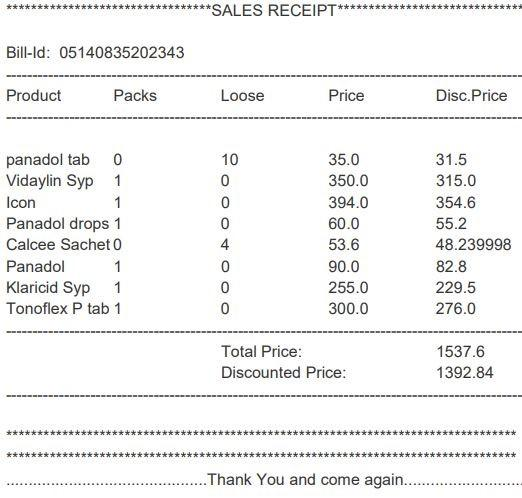 *********************************SALES RECEIPT******************************
Bill-Id: 05140835202343
Product Packs Loose Price Disc.Price
panadol tab 0 10 35.0 31.5
Vidaylin Syp 1 0 350.0 315.0
Icon 1 0 394.0 354.6
Panadol drops 1 0 60.0 55.2
Calcee Sachet 0 4 53.6 48.239998
Panadol 1 0 90.0 82.8
Klaricid Syp 1 0 255.0 229.5
Tonoflex P tab 1 0 300.0 276.0
Total Price: 1537.6
Discounted Price: 1392.84
...........................................Thank You and come again..........................